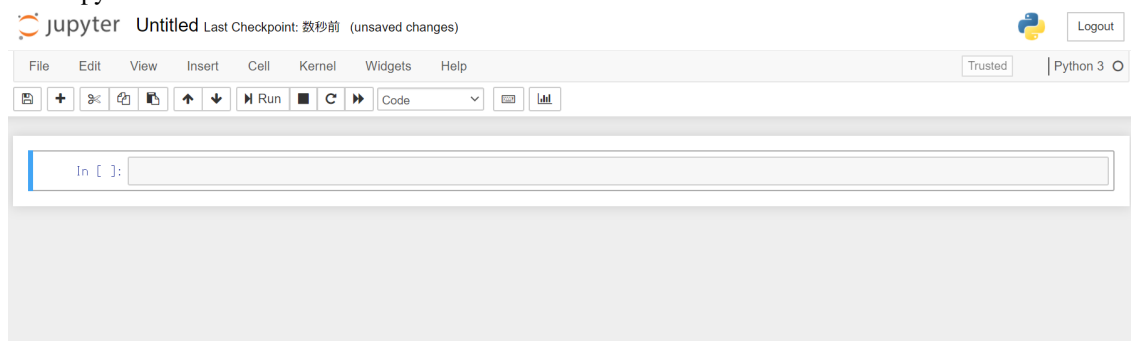 jupyter Untitled Last Checkpoint: 数秒前 (unsaved changes) Logout
File Edit View Insert Cell Kernel Widgets Help Trusted Python 3
Run Code
In [ ]: